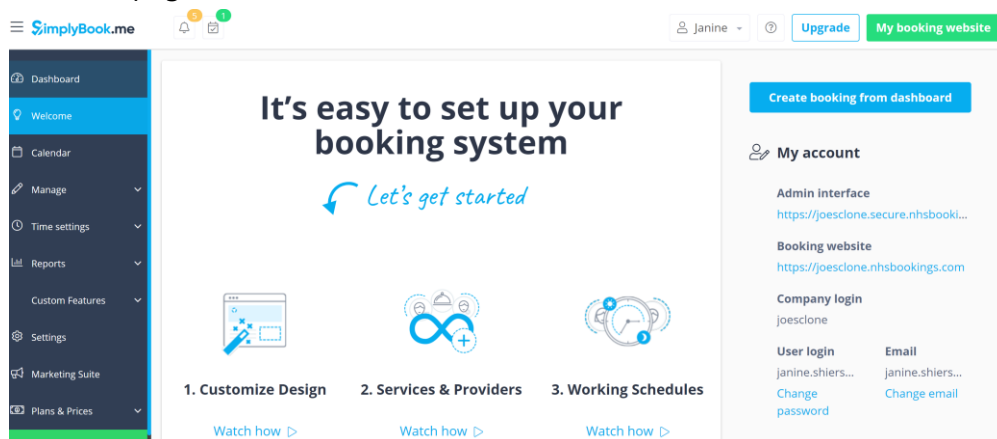 SimplyBook.me
5
1
Janine
Upgrade
My booking website
Dashboard
Welcome
Calendar
Manage
Time settings
Reports
Custom Features
Settings
Marketing Suite
Plans & Prices
It's easy to set up your
booking system
Let's get started
1. Customize Design
Watch how
2. Services & Providers
Watch how
3. Working Schedules
Watch how
Create booking from dashboard
My account
Admin interface
https://joesclone.secure.nhsbooki...
Booking website
https://joesclone.nhsbookings.com
Company login
joesclone
User login
janine.shiers...
Change
password
Email
janine.shiers...
Change email